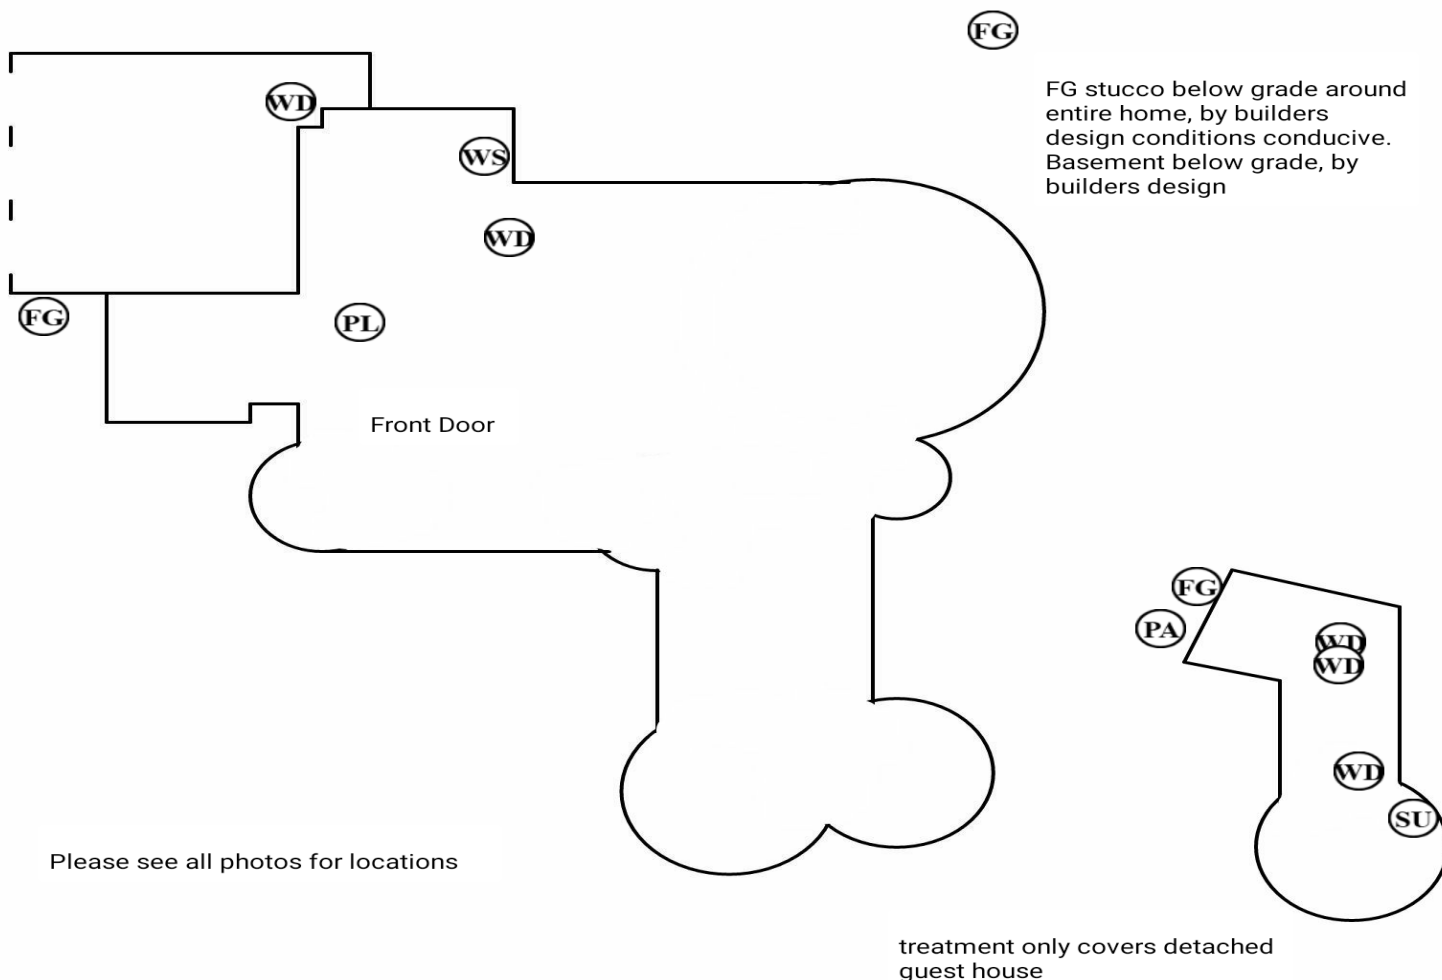 FG
FG stucco below grade around
entire home, by builders
design conditions conducive.
Basement below grade, by
builders design
WD
WS
WD
FG
PL
Front Door
FG
PA
WD
WD
WD
SU
Please see all photos for locations
treatment only covers detached
guest house